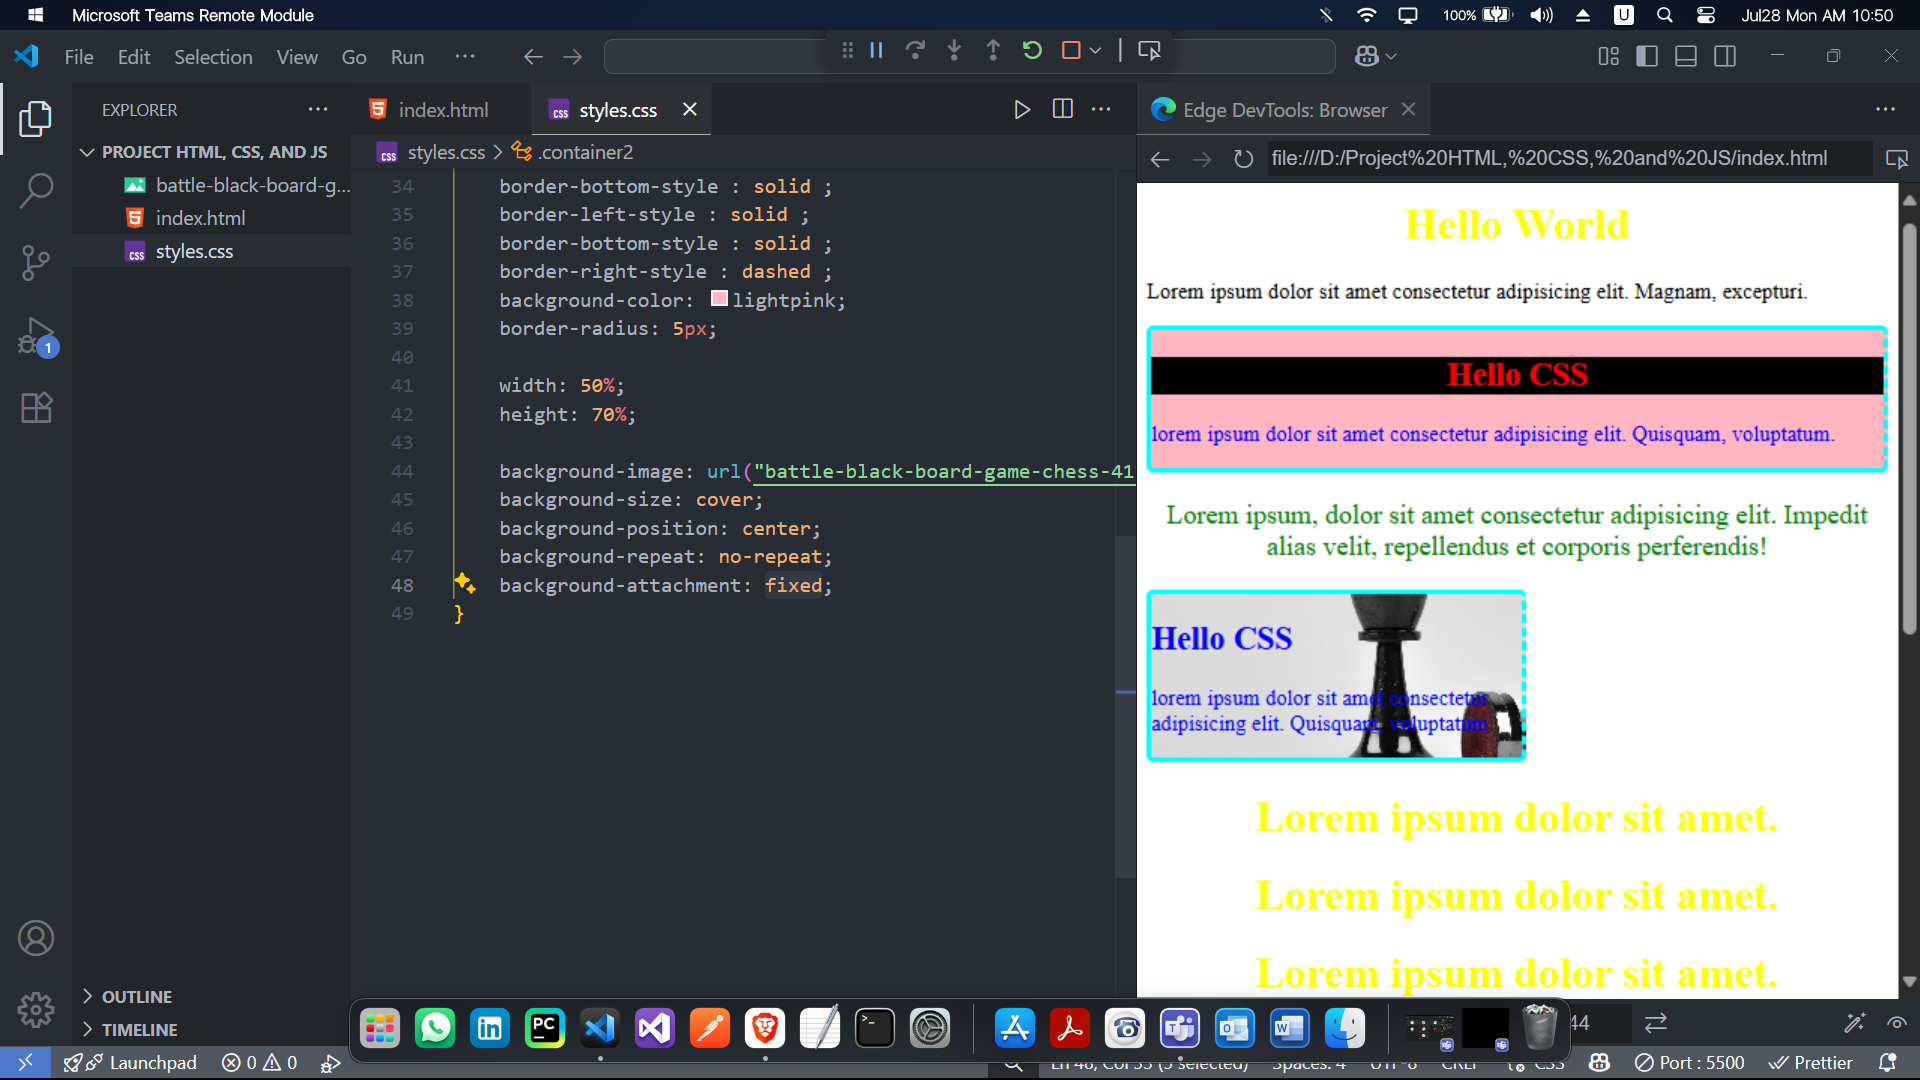 Microsoft Teams Remote Module
100%
U
Jul28 Mon AM 10:50
File Edit Selection View Go Run ...
EXPLORER
PROJECT HTML, CSS, AND JS
battle-black-board-g...
index.html
styles.css
index.html
styles.css
styles.css > .container2
34 border-bottom-style : solid ;
35 border-left-style : solid ;
36 border-bottom-style : solid ;
37 border-right-style : dashed ;
38 background-color: lightpink;
39 border-radius: 5px;
40
41 width: 50%;
42 height: 70%;
43
44 background-image: url("battle-black-board-game-chess-41
45 background-size: cover;
46 background-position: center;
47 background-repeat: no-repeat;
48 background-attachment: fixed;
49 }
Edge DevTools: Browser
file:///D:/Project%20HTML,%20CSS,%20and%20JS/index.html
Hello World
Lorem ipsum dolor sit amet consectetur adipisicing elit. Magnam, excepturi.
Hello CSS
lorem ipsum dolor sit amet consectetur adipisicing elit. Quisquam, voluptatum.
Lorem ipsum, dolor sit amet consectetur adipisicing elit. Impedit
alias velit, repellendus et corporis perferendis!
Hello CSS
lorem ipsum dolor sit amet consectetur
adipisicing elit. Quisquam, voluptatum.
Lorem ipsum dolor sit amet.
Lorem ipsum dolor sit amet.
Lorem ipsum dolor sit amet.
44
1
OUTLINE
TIMELINE
Launchpad 0 0
Spaces: 4 UTF-8 CRLF CSS
Port : 5500
Prettier